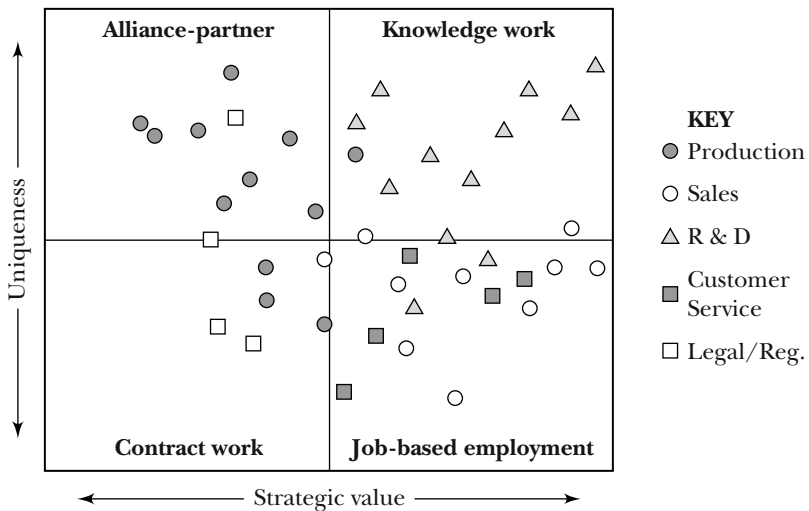 Alliance-partner
Knowledge work
Uniqueness
KEY
Production
Sales
R & D
Customer
Service
Legal/Reg.
Contract work
Job-based employment
Strategic value